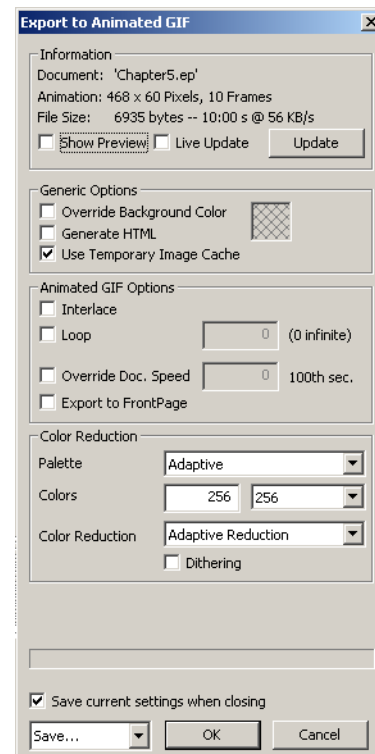 Export to Animated GIF
Information
Document: 'Chapter5.ep'
Animation: 468 x 60 Pixels, 10 Frames
File Size: 6935 bytes -- 10:00 s @ 56 KB/s
Show Preview Live Update Update
Generic Options
Override Background Color
Generate HTML
Use Temporary Image Cache
Animated GIF Options
Interlace
Loop 0 (0 infinite)
Override Doc. Speed 0 100th sec.
Export to FrontPage
Color Reduction
Palette Adaptive
Colors 256 256
Color Reduction Adaptive Reduction
Dithering
Save current settings when closing
Save... OK Cancel